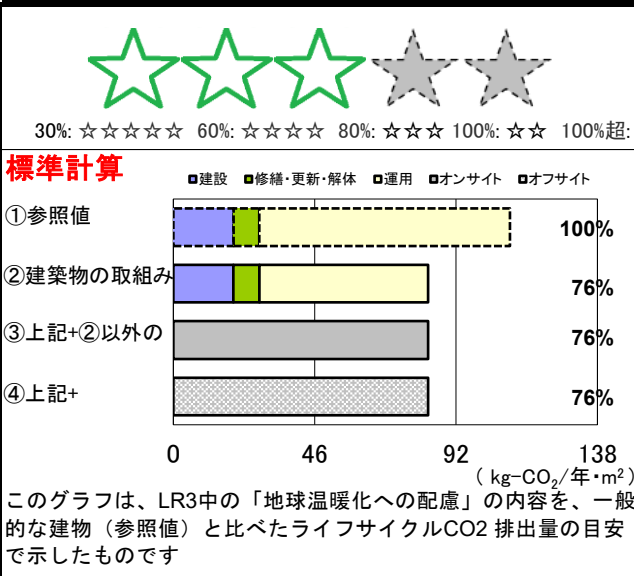 30%: ☆☆☆☆☆ 60%: ☆☆☆☆ 80%: ☆☆☆ 100%: ☆☆ 100%超:
標準計算
■建設 ■修繕・更新・解体 □運用 ■オンサイト ■オフサイト
①参照値 100%
②建築物の取組み 76%
③上記+②以外の 76%
④上記+ 76%
0 46 92 138
( kg-CO₂/年・m²)
このグラフは、LR3中の「地球温暖化への配慮」の内容を、一般
的な建物（参照値）と比べたライフサイクルCO2 排出量の目安
で示したものです